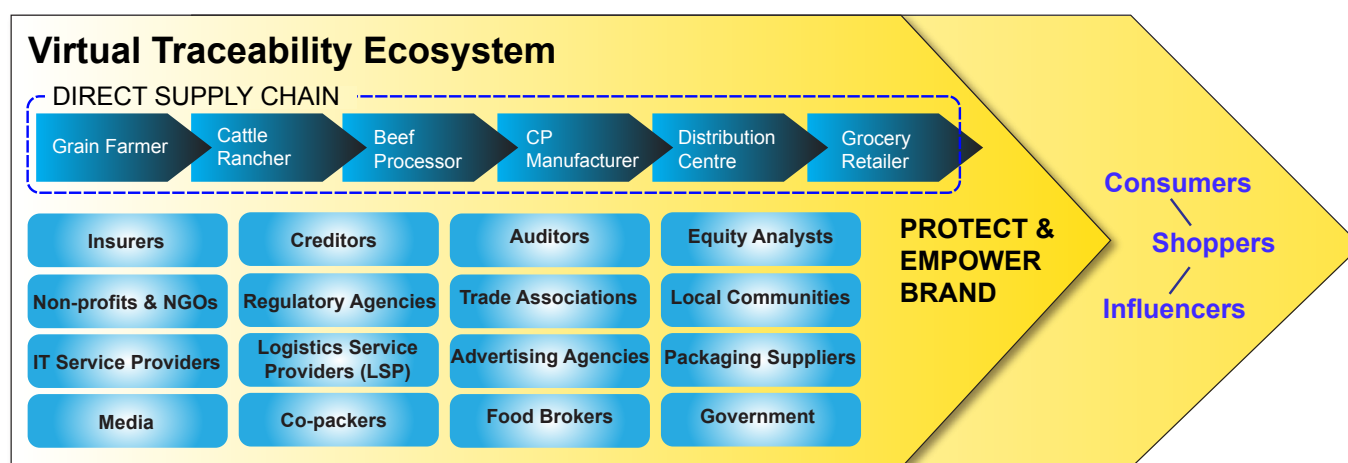 Virtual Traceability Ecosystem
DIRECT SUPPLY CHAIN
Grain Farmer
Cattle
Rancher
Beef
Processor
CP
Manufacturer
Distribution
Centre
Grocery
Retailer
Insurers
Creditors
Auditors
Equity Analysts
Non-profits & NGOs
Regulatory Agencies
Trade Associations
Local Communities
IT Service Providers
Logistics Service
Providers (LSP)
Advertising Agencies
Packaging Suppliers
Media
Co-packers
Food Brokers
Government
PROTECT &
EMPOWER
BRAND
Consumers
Shoppers
Influencers